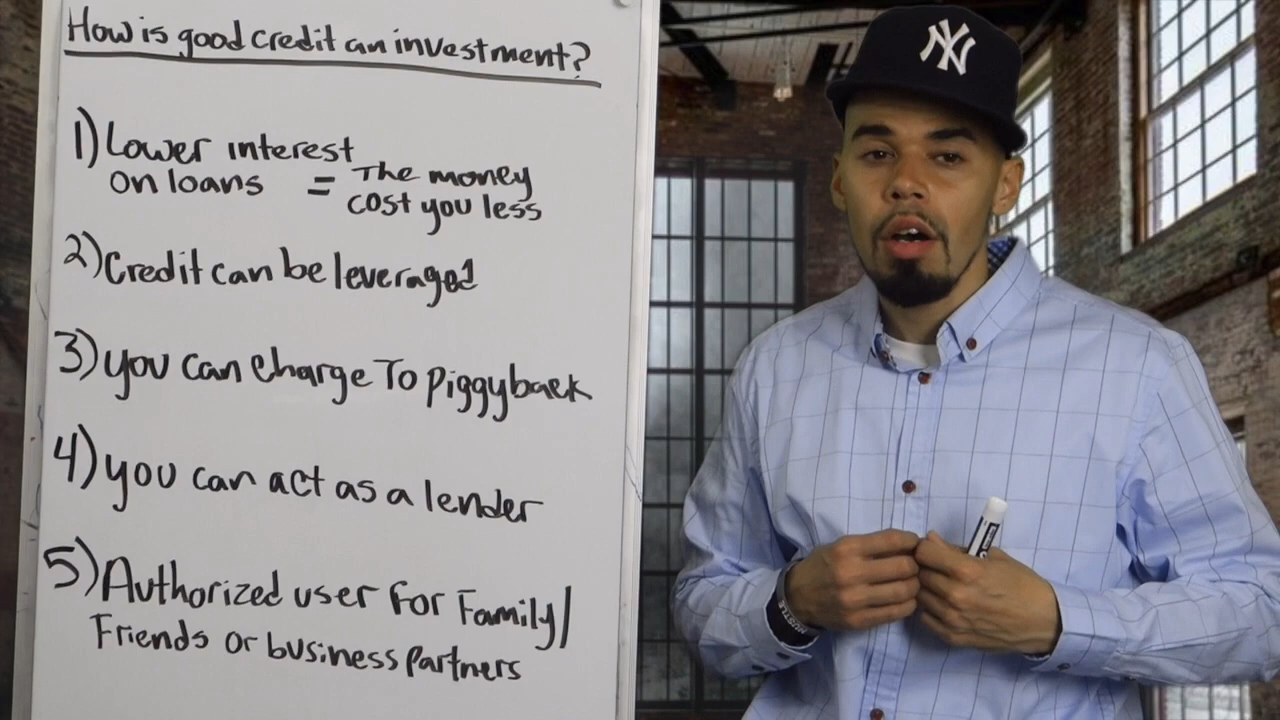 How is good credit an investment?
1) Lower interest
on loans = The money
cost you less
2) Credit can be leveraged
3) you can charge To piggyback
4) you can act as a lender
5) Authorized user for Family/
Friends or business partners
NY
HUSTLE